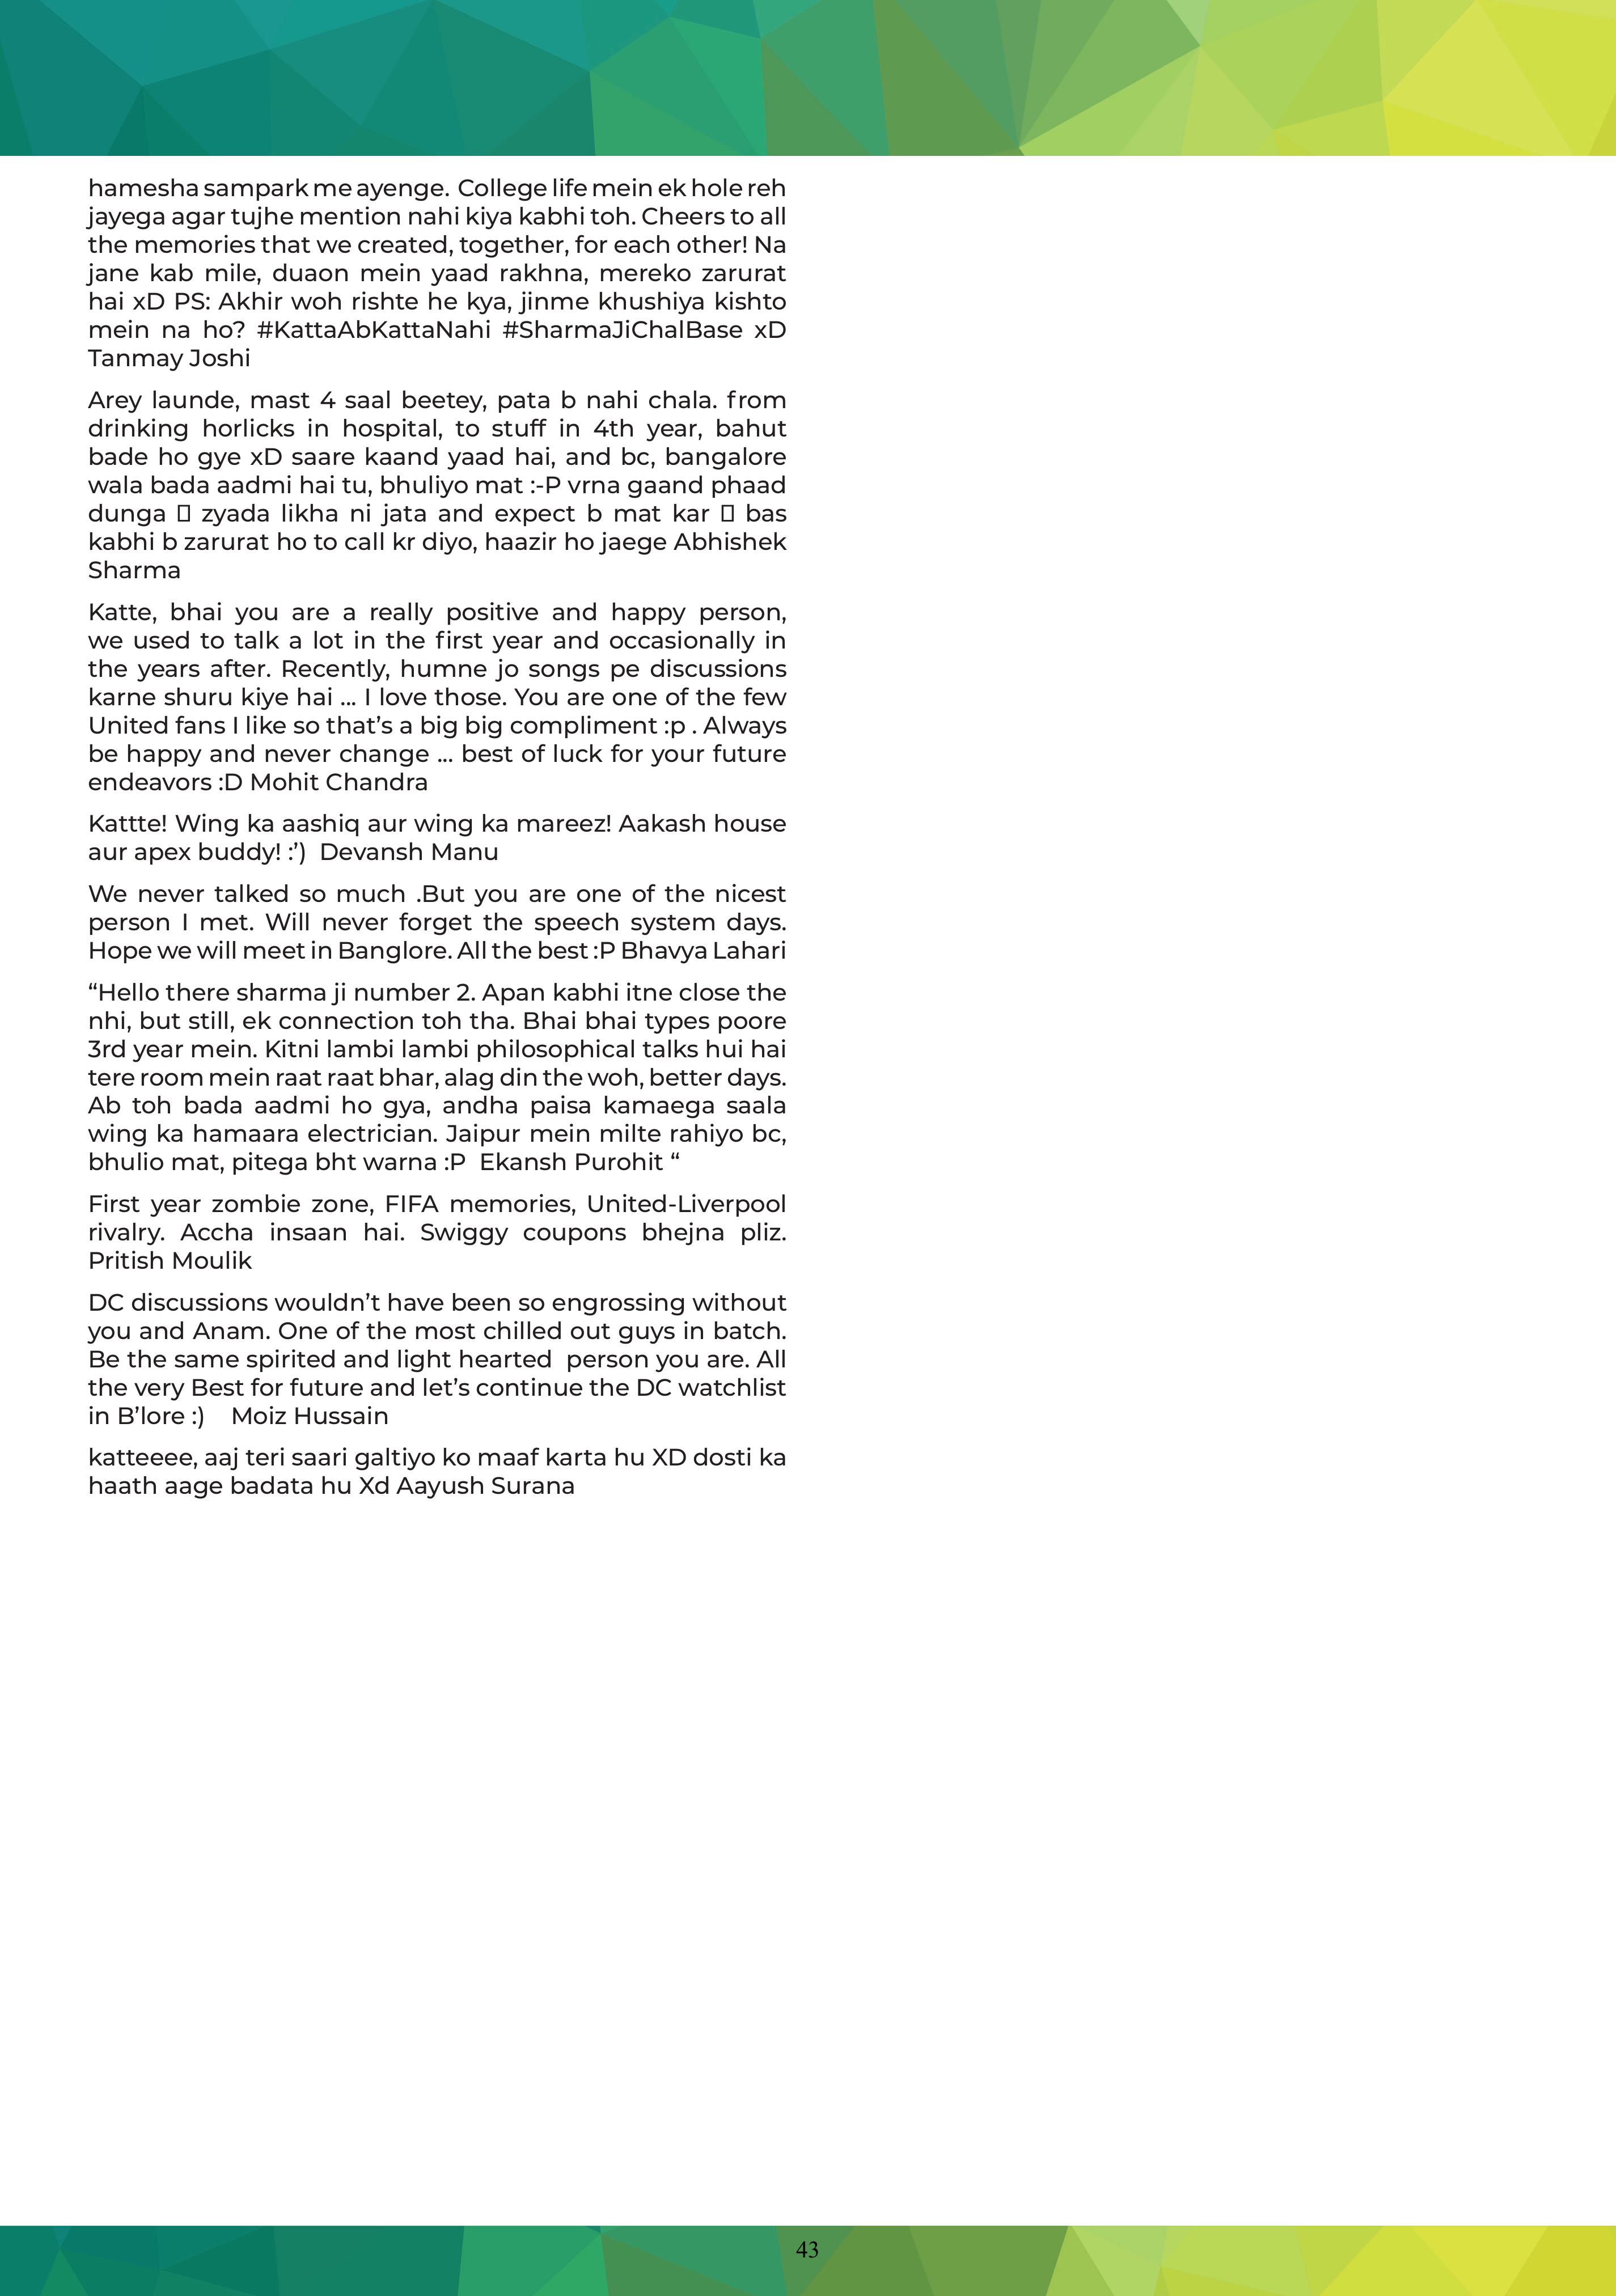 hamesha sampark me ayenge. College life mein ek hole reh
jayega agar tujhe mention nahi kiya kabhi toh. Cheers to all
the memories that we created, together, for each other! Na
jane kab mile, duaon mein yaad rakhna, mereko zarurat
hai xD PS: Akhir woh rishte he kya, jinme khushiya kishto
mein na ho? #KattaAbKattaNahi #SharmaJiChalBase xD
Tanmay Joshi
Arey launde, mast 4 saal beetey, pata b nahi chala. from
drinking horlicks in hospital, to stuff in 4th year, bahut
bade ho gye xD saare kaand yaad hai, and bc, bangalore
wala bada aadmi hai tu, bhuliyo mat :-P vrna gaand phaad
dunga  zyada likha ni jata and expect b mat kar  bas
kabhi b zarurat ho to call kr diyo, haazir ho jaege Abhishek
Sharma
Katte, bhai you are a really positive and happy person,
we used to talk a lot in the first year and occasionally in
the years after. Recently, humne jo songs pe discussions
karne shuru kiye hai ... I love those. You are one of the few
United fans I like so that’s a big big compliment :p . Always
be happy and never change ... best of luck for your future
endeavors :D Mohit Chandra
Kattte! Wing ka aashiq aur wing ka mareez! Aakash house
aur apex buddy! :’) Devansh Manu
We never talked so much .But you are one of the nicest
person I met. Will never forget the speech system days.
Hope we will meet in Banglore. All the best :P Bhavya Lahari
“Hello there sharma ji number 2. Apan kabhi itne close the
nhi, but still, ek connection toh tha. Bhai bhai types poore
3rd year mein. Kitni lambi lambi philosophical talks hui hai
tere room mein raat raat bhar, alag din the woh, better days.
Ab toh bada aadmi ho gya, andha paisa kamaega saala
wing ka hamaara electrician. Jaipur mein milte rahiyo bc,
bhulio mat, pitega bht warna :P Ekansh Purohit “
First year zombie zone, FIFA memories, United-Liverpool
rivalry. Accha insaan hai. Swiggy coupons bhejna pliz.
Pritish Moulik
DC discussions wouldn’t have been so engrossing without
you and Anam. One of the most chilled out guys in batch.
Be the same spirited and light hearted person you are. All
the very Best for future and let’s continue the DC watchlist
in B’lore :) Moiz Hussain
katteeee, aaj teri saari galtiyo ko maaf karta hu XD dosti ka
haath aage badata hu Xd Aayush Surana
43